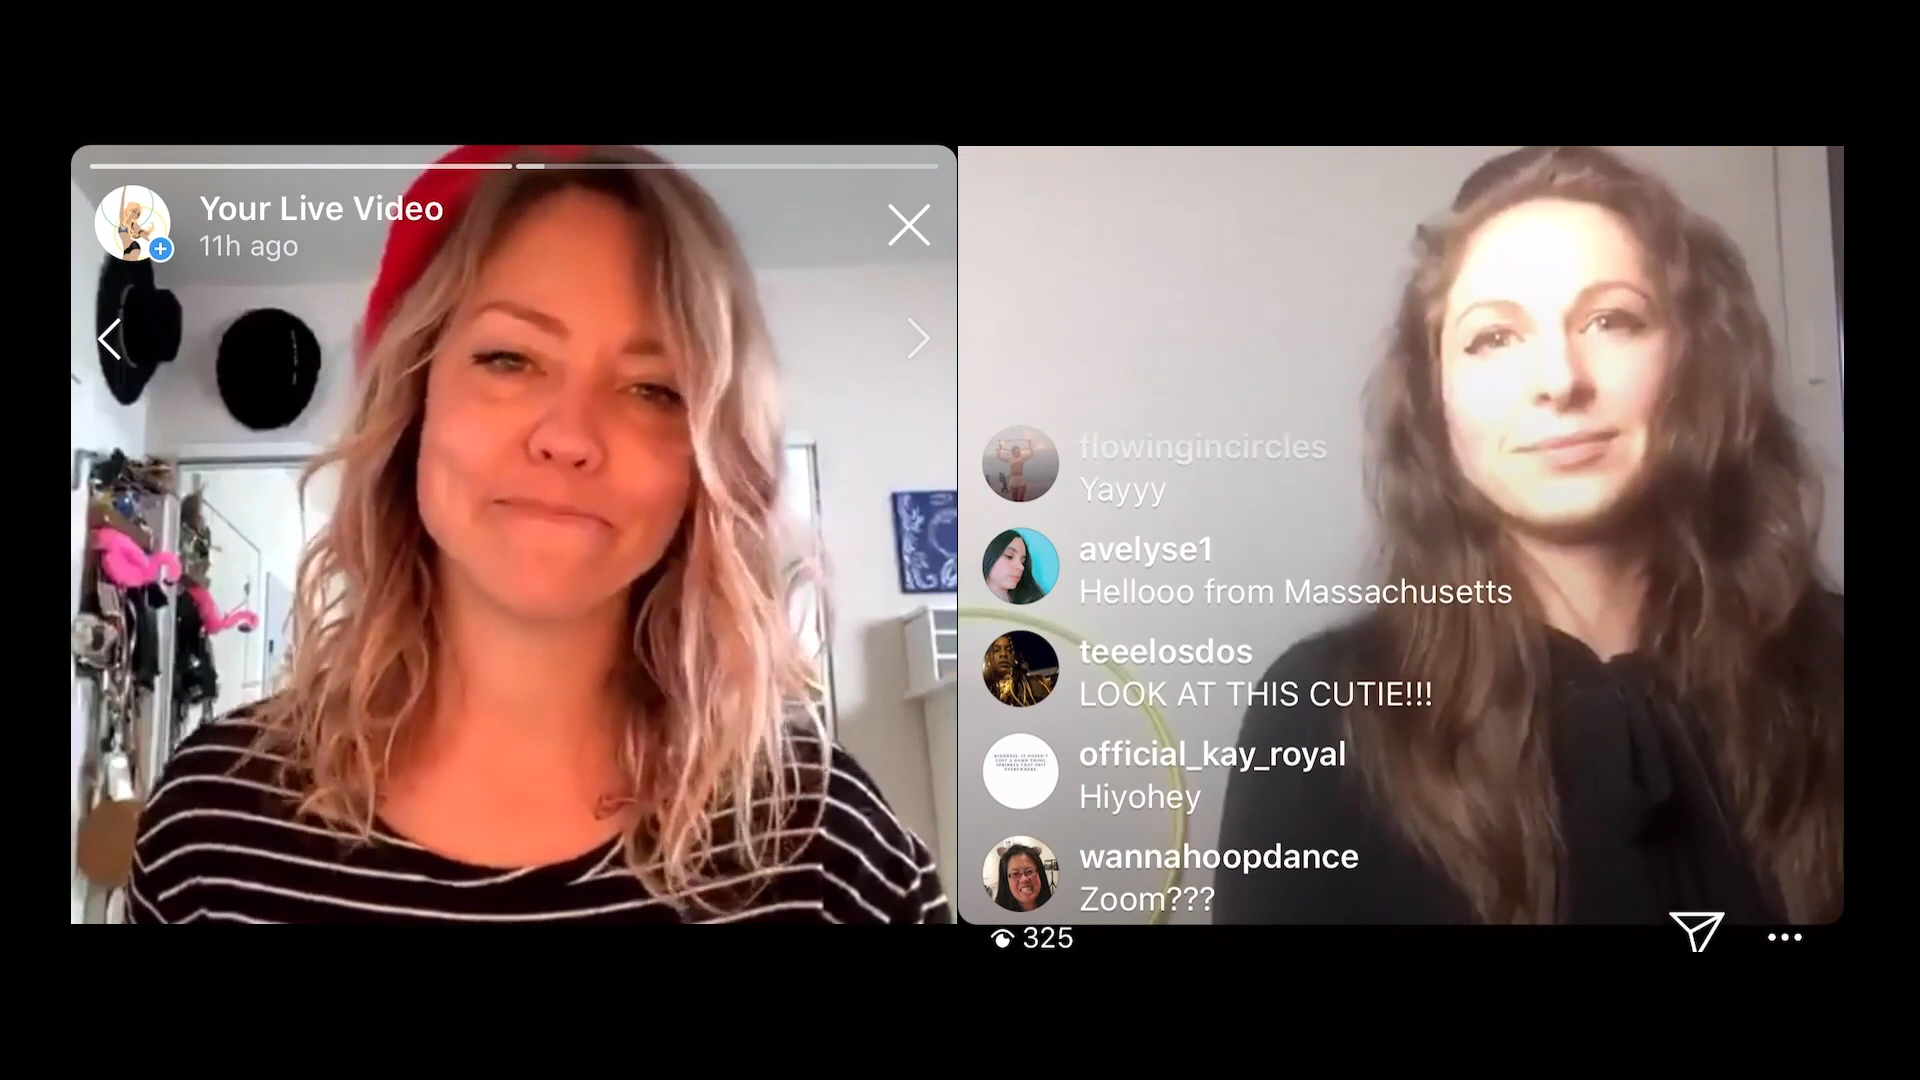 Your Live Video
11h ago
flowingincircles
Yayyy
avelyse1
Hellooo from Massachusetts
teeelosdos
LOOK AT THIS CUTIE!!!
official_kay_royal
Hiyohey
wannahoopdance
Zoom???
325